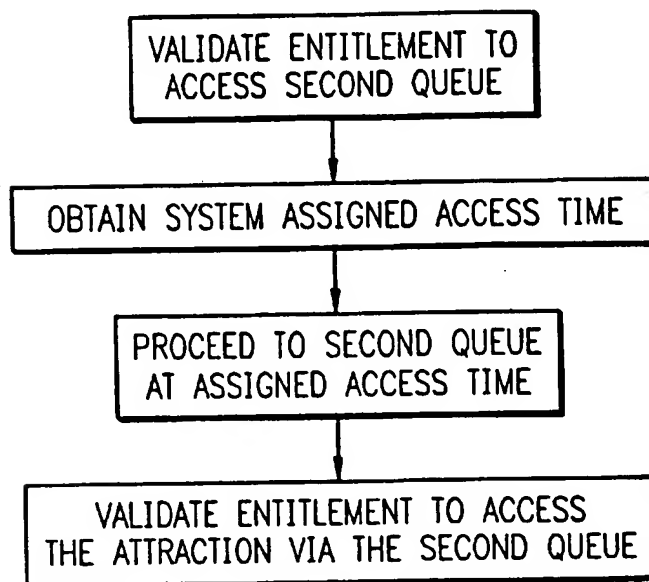 VALIDATE ENTITLEMENT TO
ACCESS SECOND QUEUE
OBTAIN SYSTEM ASSIGNED ACCESS TIME
PROCEED TO SECOND QUEUE
AT ASSIGNED ACCESS TIME
VALIDATE ENTITLEMENT TO ACCESS
THE ATTRACTION VIA THE SECOND QUEUE